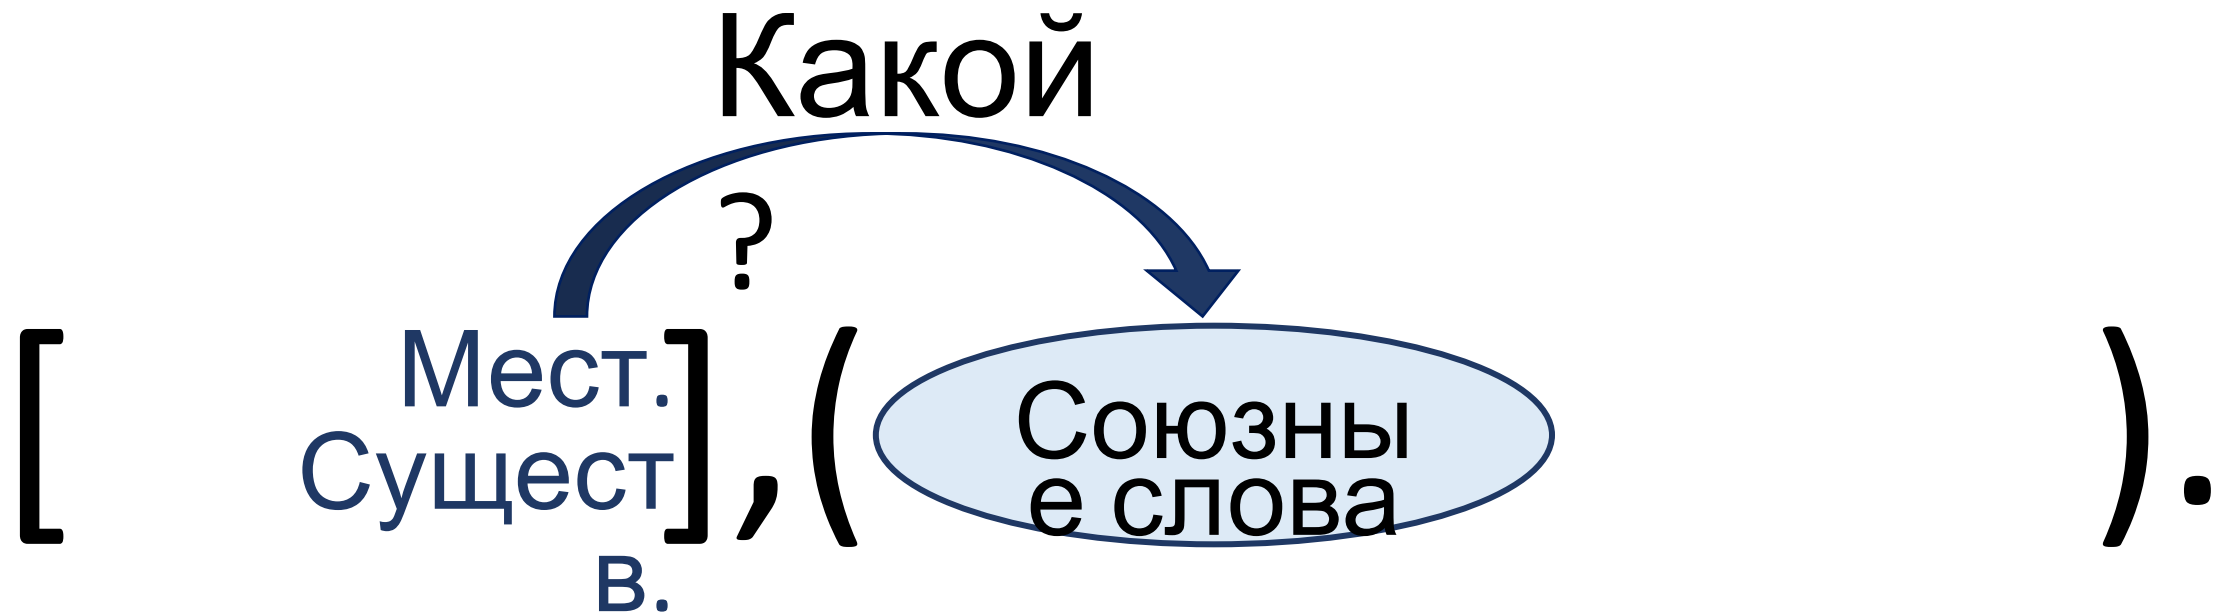 Какой
?
[ Мест. ] , ( Союзны ) .
Сущест е слова
в.